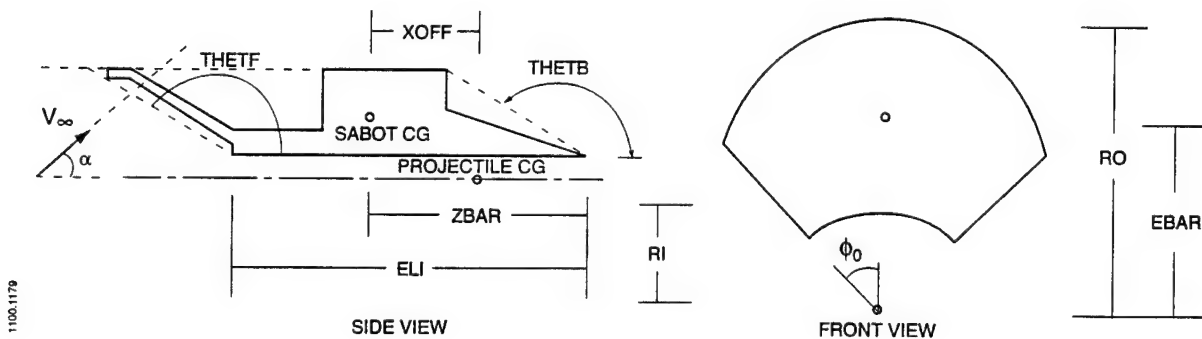 XOFF
THETF
THETB
V∞
α
SABOT CG
PROJECTILE CG
ZBAR
ELI
RI
SIDE VIEW
1100.1179
RO
EBAR
ϕ₀
FRONT VIEW